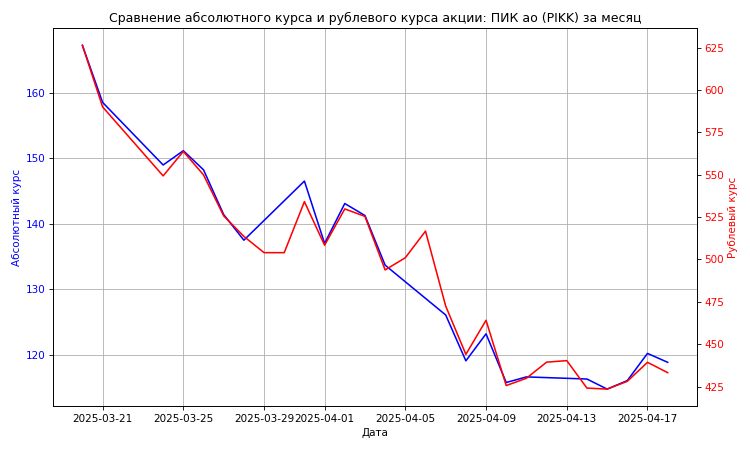 Сравнение абсолютного курса и рублевого курса акции: ПИК ао (PIKK) за месяц
Абсолютный курс
160
150
140
130
120
625
600
575
550
525
500
475
450
425
Рублевый курс
2025-03-21 2025-03-25 2025-03-29 2025-04-01 2025-04-05 2025-04-09 2025-04-13 2025-04-17
Дата